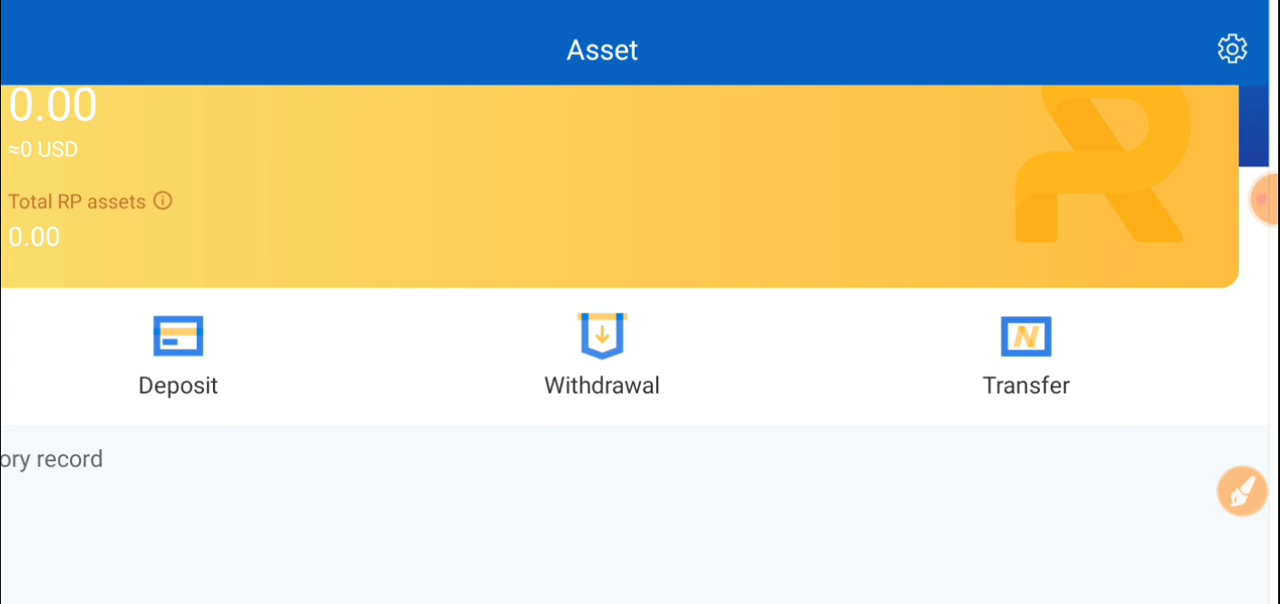 Asset
0.00
≈0 USD
Total RP assets
0.00
Deposit
Withdrawal
Transfer
ory record